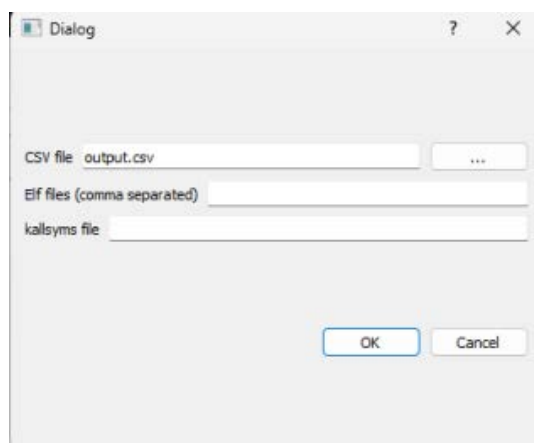 Dialog ? ×
CSV file output.csv ...
Elf files (comma separated)
kallsyms file
OK Cancel